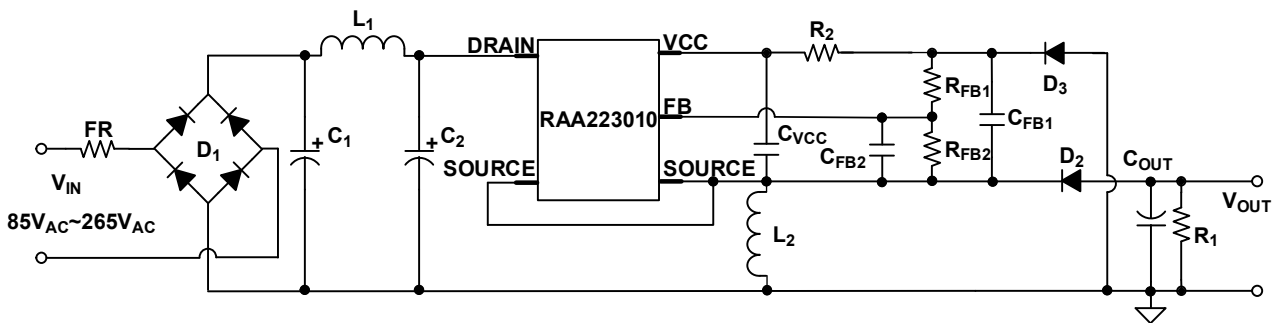 L1
DRAIN
VCC
R2
RFB1
D3
FR
D1
+ C1
+ C2
RAA223010
FB
CVCC
CFB2
RFB2
CFB1
VIN
SOURCE
SOURCE
D2
COUT
VOUT
85VAC~265VAC
L2
R1